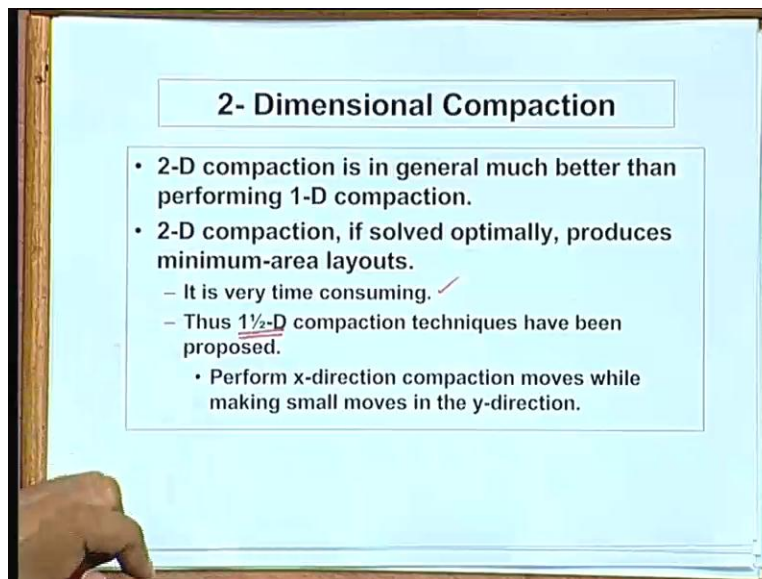 2- Dimensional Compaction
• 2-D compaction is in general much better than
performing 1-D compaction.
• 2-D compaction, if solved optimally, produces
minimum-area layouts.
– It is very time consuming.
– Thus 1½-D compaction techniques have been
proposed.
• Perform x-direction compaction moves while
making small moves in the y-direction.